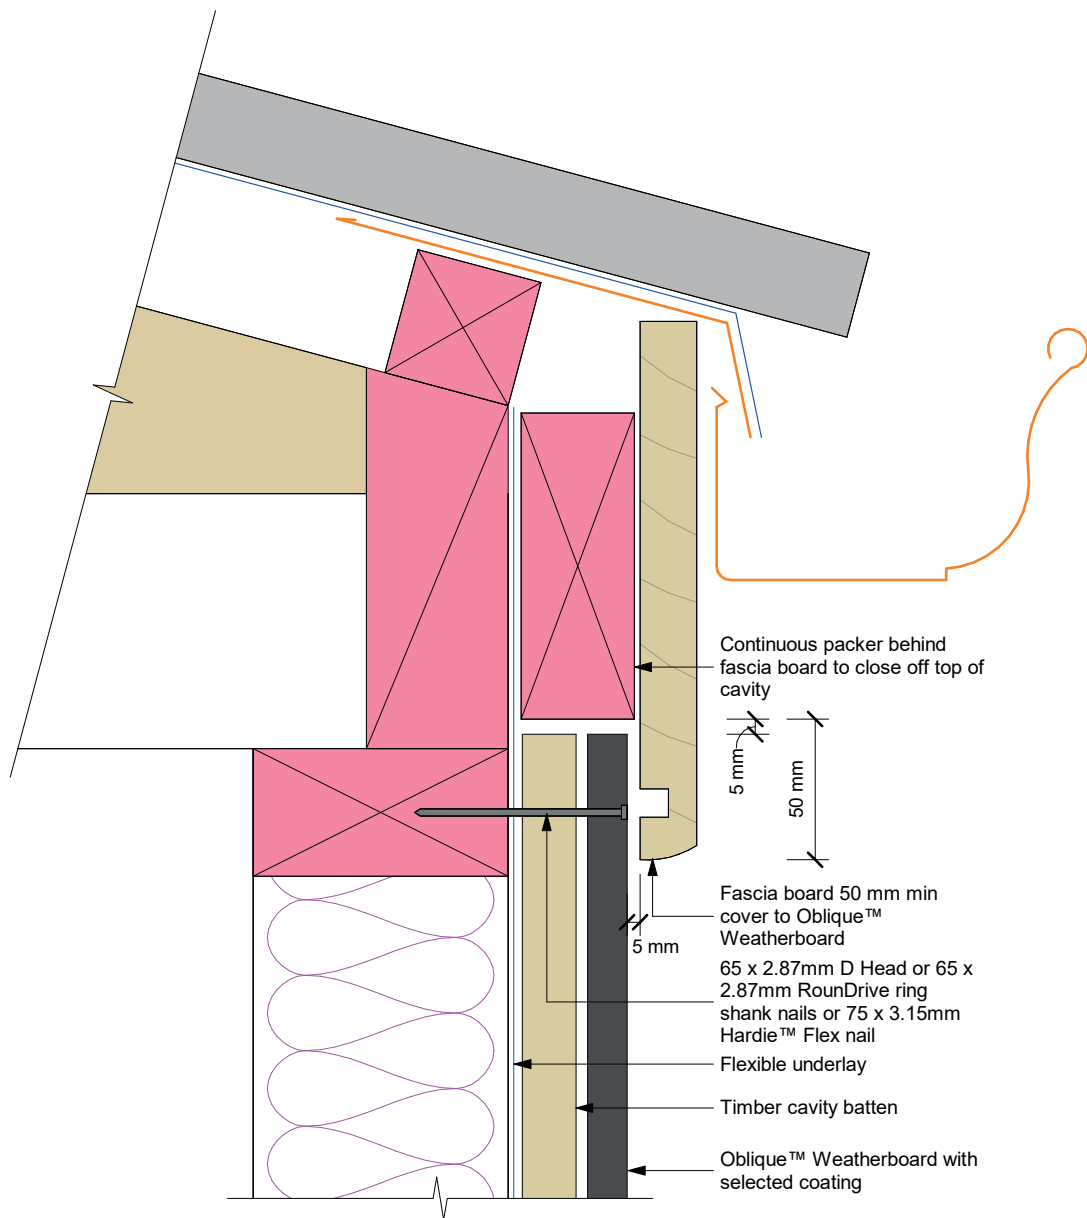 Continuous packer behind
fascia board to close off top of
cavity
5 mm
50 mm
Fascia board 50 mm min
cover to Oblique™
Weatherboard
5 mm
65 x 2.87mm D Head or 65 x
2.87mm RounDrive ring
shank nails or 75 x 3.15mm
Hardie™ Flex nail
Flexible underlay
Timber cavity batten
Oblique™ Weatherboard with
selected coating